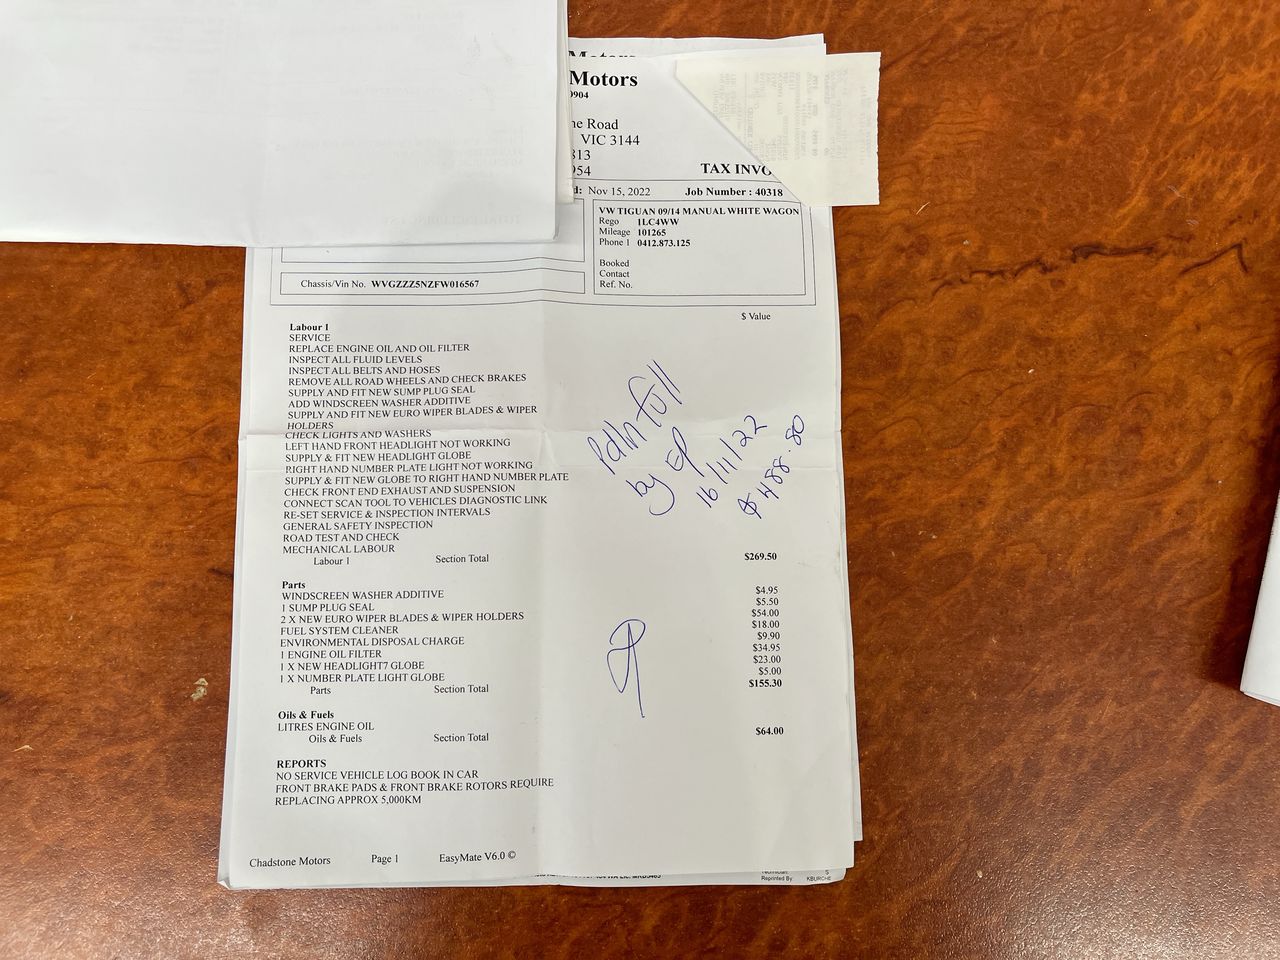 Motors
Motors
0904
ne Road
VIC 3144
813
954
TAX INVO
d: Nov 15, 2022 Job Number : 40318
VW TIGUAN 09/14 MANUAL WHITE WAGON
Rego 1LC4WW
Mileage 101265
Phone 1 0412.873.125
Booked
Contact
Ref. No.
Chassis/Vin No. WVGZZZ5NZFW016567
$ Value
Labour 1
SERVICE
REPLACE ENGINE OIL AND OIL FILTER
INSPECT ALL FLUID LEVELS
INSPECT ALL BELTS AND HOSES
REMOVE ALL ROAD WHEELS AND CHECK BRAKES
SUPPLY AND FIT NEW SUMP PLUG SEAL
ADD WINDSCREEN WASHER ADDITIVE
SUPPLY AND FIT NEW EURO WIPER BLADES & WIPER
HOLDERS
CHECK LIGHTS AND WASHERS
LEFT HAND FRONT HEADLIGHT NOT WORKING
SUPPLY & FIT NEW HEADLIGHT GLOBE
RIGHT HAND NUMBER PLATE LIGHT NOT WORKING
SUPPLY & FIT NEW GLOBE TO RIGHT HAND NUMBER PLATE
CHECK FRONT END EXHAUST AND SUSPENSION
CONNECT SCAN TOOL TO VEHICLES DIAGNOSTIC LINK
RE-SET SERVICE & INSPECTION INTERVALS
GENERAL SAFETY INSPECTION
ROAD TEST AND CHECK
MECHANICAL LABOUR
Labour 1 Section Total $269.50
Pd In full
by EP
16/11/22
$488.80
Parts
WINDSCREEN WASHER ADDITIVE $4.95
1 SUMP PLUG SEAL $5.50
2 X NEW EURO WIPER BLADES & WIPER HOLDERS $54.00
FUEL SYSTEM CLEANER $18.00
ENVIRONMENTAL DISPOSAL CHARGE $9.90
1 ENGINE OIL FILTER $34.95
1 X NEW HEADLIGHT7 GLOBE $23.00
1 X NUMBER PLATE LIGHT GLOBE $5.00
Parts Section Total $155.30
Oils & Fuels
LITRES ENGINE OIL
Oils & Fuels Section Total $64.00
REPORTS
NO SERVICE VEHICLE LOG BOOK IN CAR
FRONT BRAKE PADS & FRONT BRAKE ROTORS REQUIRE
REPLACING APPROX 5,000KM
Chadstone Motors Page 1 EasyMate V6.0 ©
Reprinted By: KBURCHE